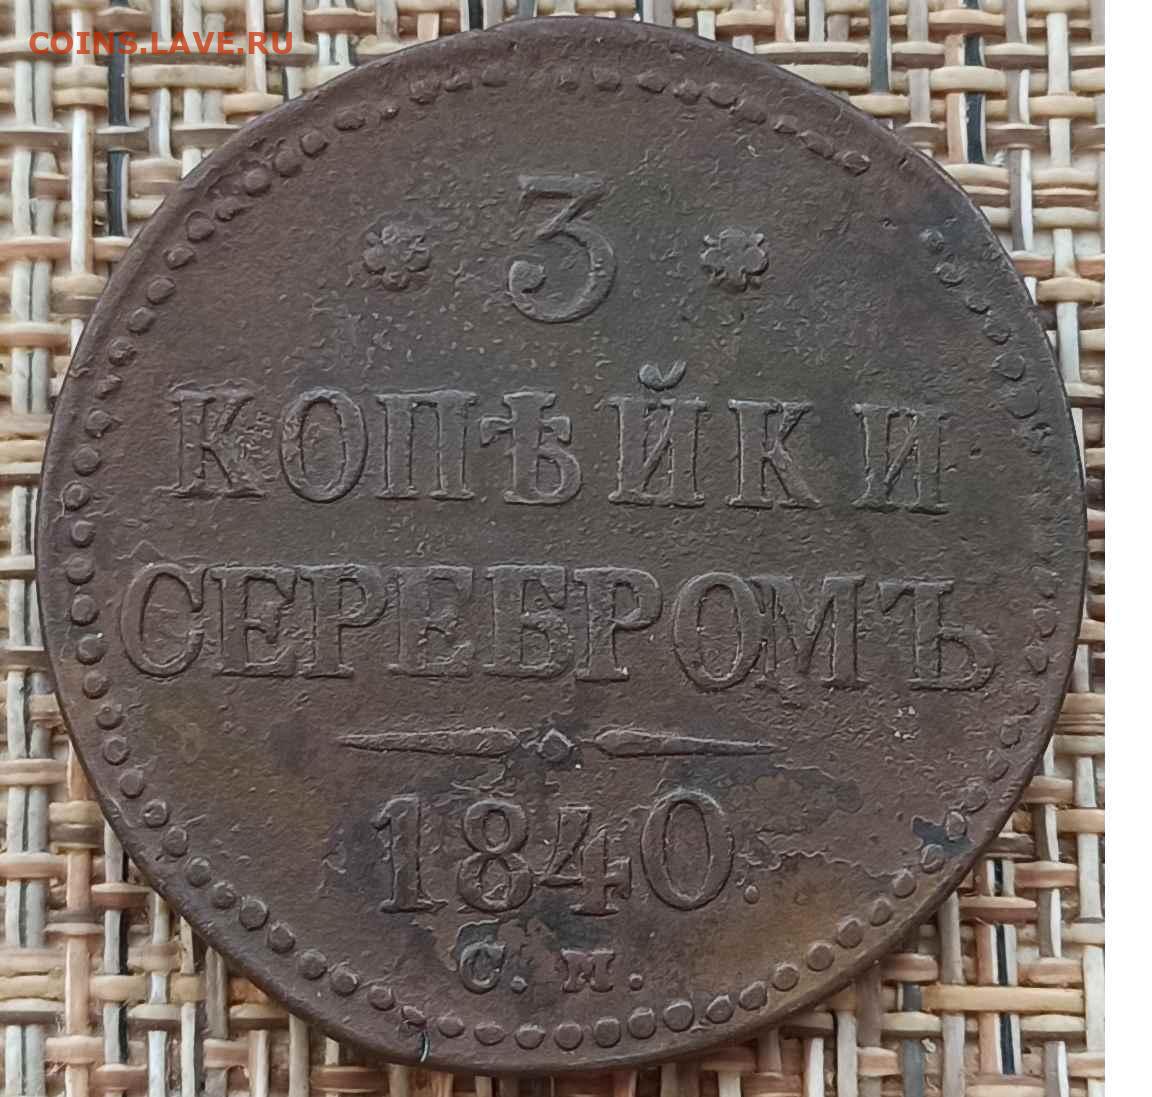 COINS.LAVE.RU
* 3 *
КОПѢЙКИ
СЕРЕБРОМЪ
1840.
С. М.